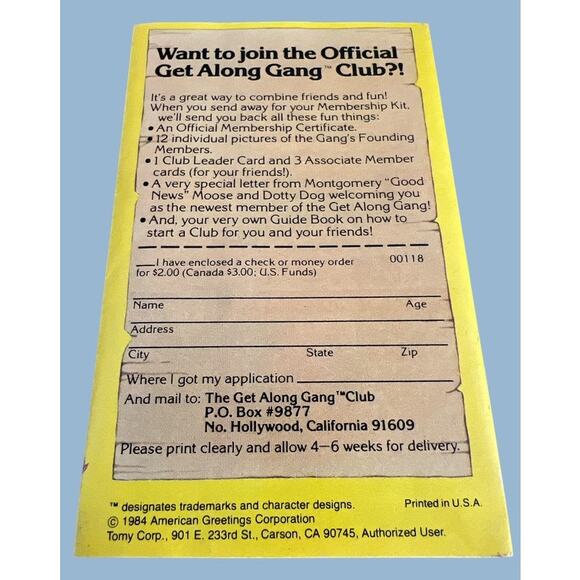 Want to join the Official
Get Along Gang™ Club?!
It's a great way to combine friends and fun!
When you send away for your Membership Kit,
we'll send you back all these fun things:
• An Official Membership Certificate.
• 12 individual pictures of the Gang's Founding
Members.
• 1 Club Leader Card and 3 Associate Member
cards (for your friends!).
• A very special letter from Montgomery "Good
News" Moose and Dotty Dog welcoming you
as the newest member of the Get Along Gang!
• And, your very own Guide Book on how to
start a Club for you and your friends!
__I have enclosed a check or money order 00118
for $2.00 (Canada $3.00; U.S. Funds)
Name Age
Address
City State Zip
Where I got my application
And mail to: The Get Along Gang™Club
P.O. Box #9877
No. Hollywood, California 91609
Please print clearly and allow 4–6 weeks for delivery.
™ designates trademarks and character designs. Printed in U.S.A.
© 1984 American Greetings Corporation
Tomy Corp., 901 E. 233rd St., Carson, CA 90745, Authorized User.